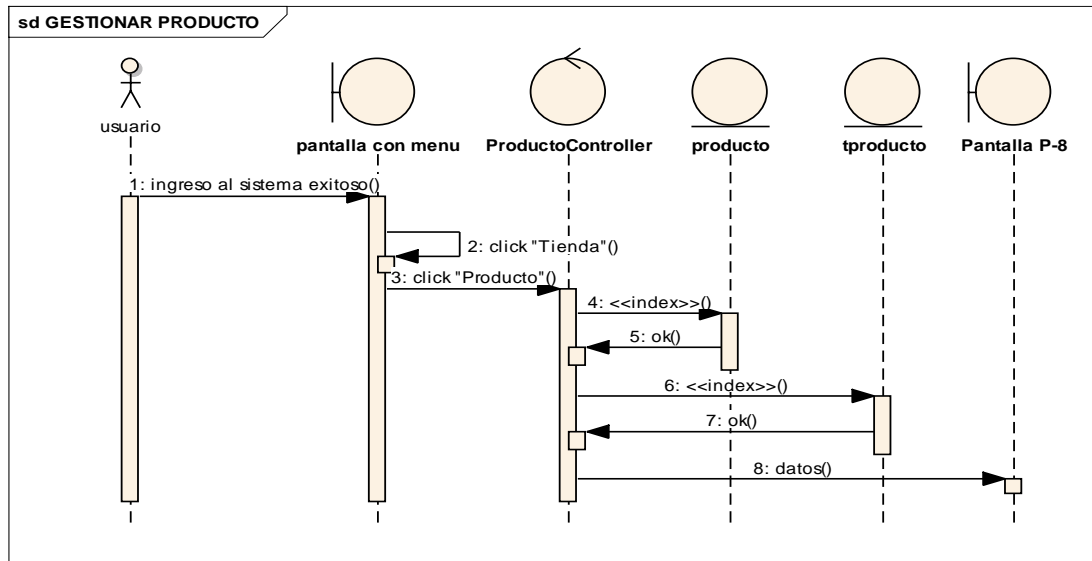 sd GESTIONAR PRODUCTO
usuario
pantalla con menu
ProductoController
producto
tproducto
Pantalla P-8
1: ingreso al sistema exitoso()
2: click "Tienda"()
3: click "Producto"()
4: <<index>>()
5: ok()
6: <<index>>()
7: ok()
8: datos()